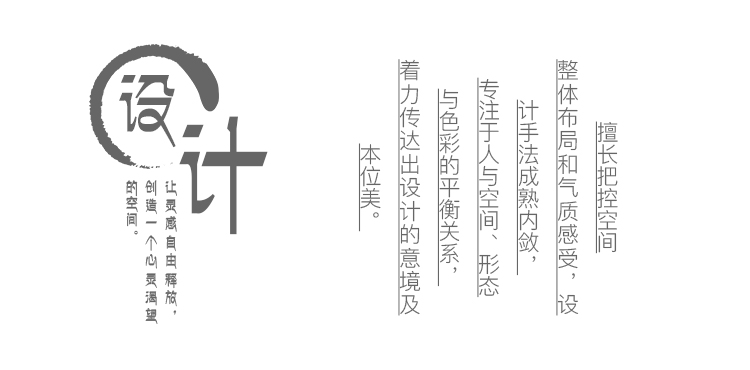 设计
让灵感自由释放，
创造一个心灵渴望
的空间。
擅长把控空间
整体布局和气质感受，设
计手法成熟内敛，
专注于人与空间、形态
与色彩的平衡关系，
着力传达出设计的意境及
本位美。